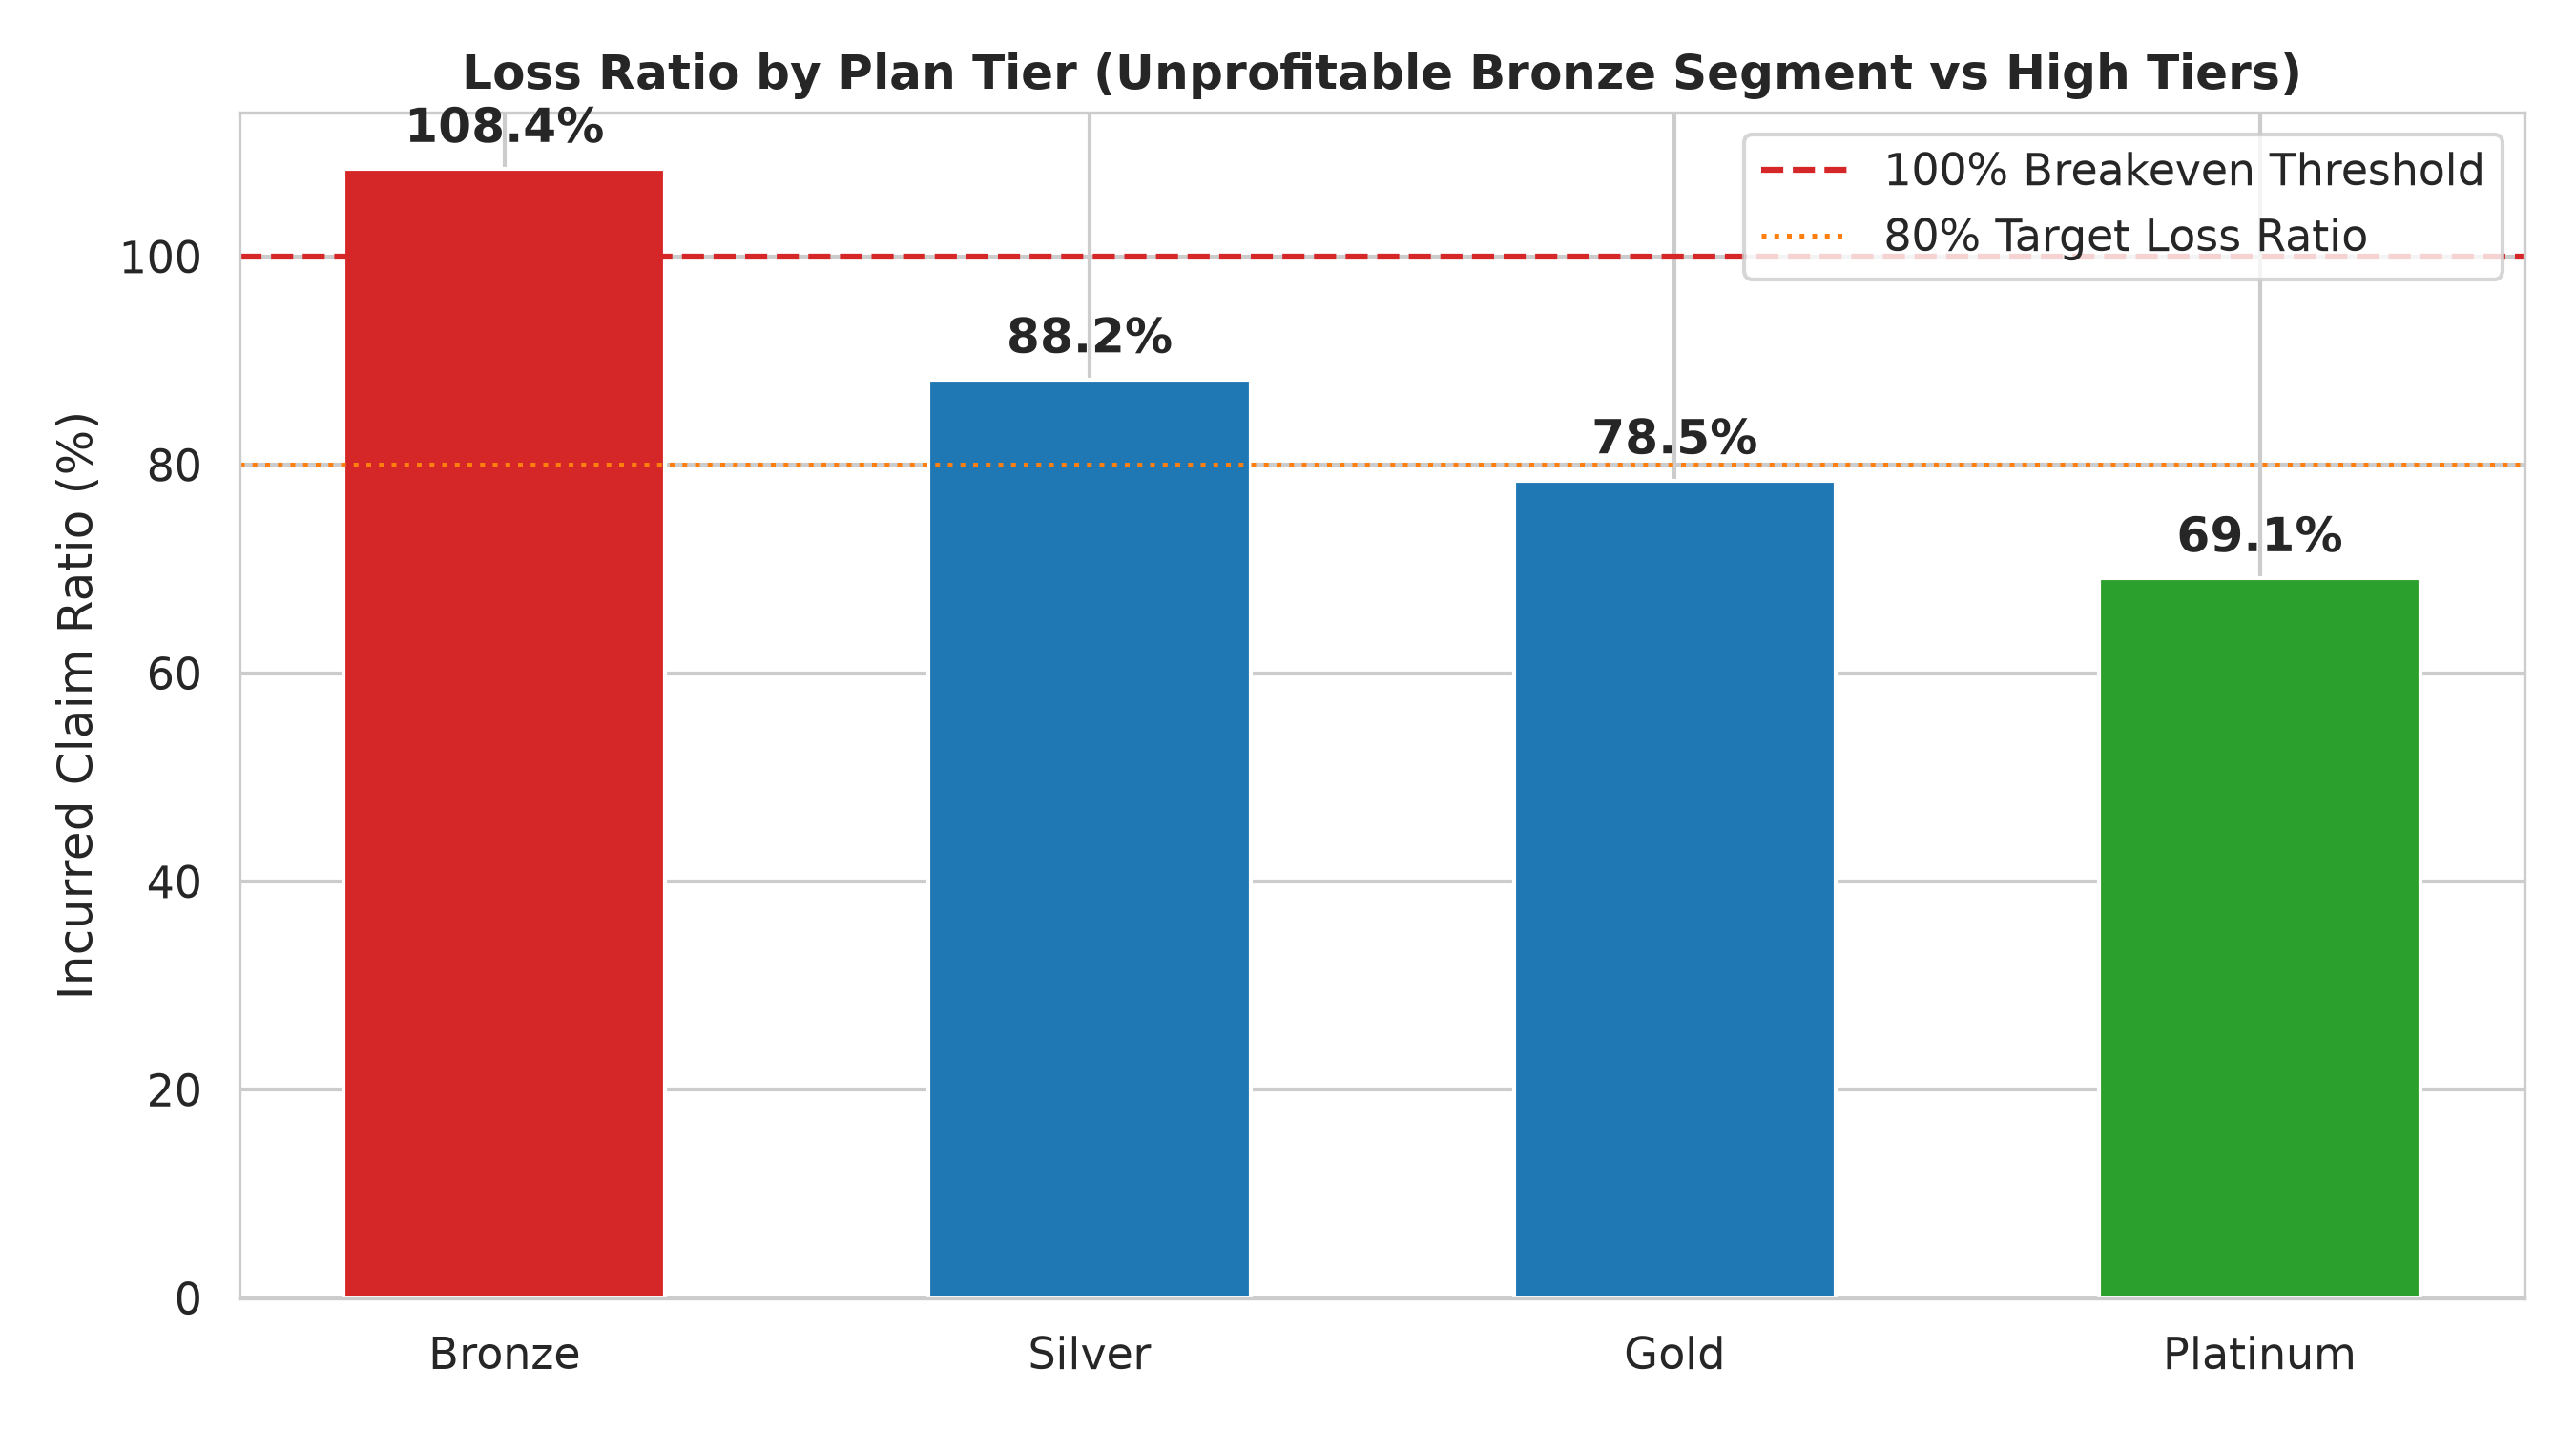 Loss Ratio by Plan Tier (Unprofitable Bronze Segment vs High Tiers)
108.4%
100% Breakeven Threshold
80% Target Loss Ratio
88.2%
78.5%
69.1%
Incurred Claim Ratio (%)
100
80
60
40
20
0
Bronze
Silver
Gold
Platinum